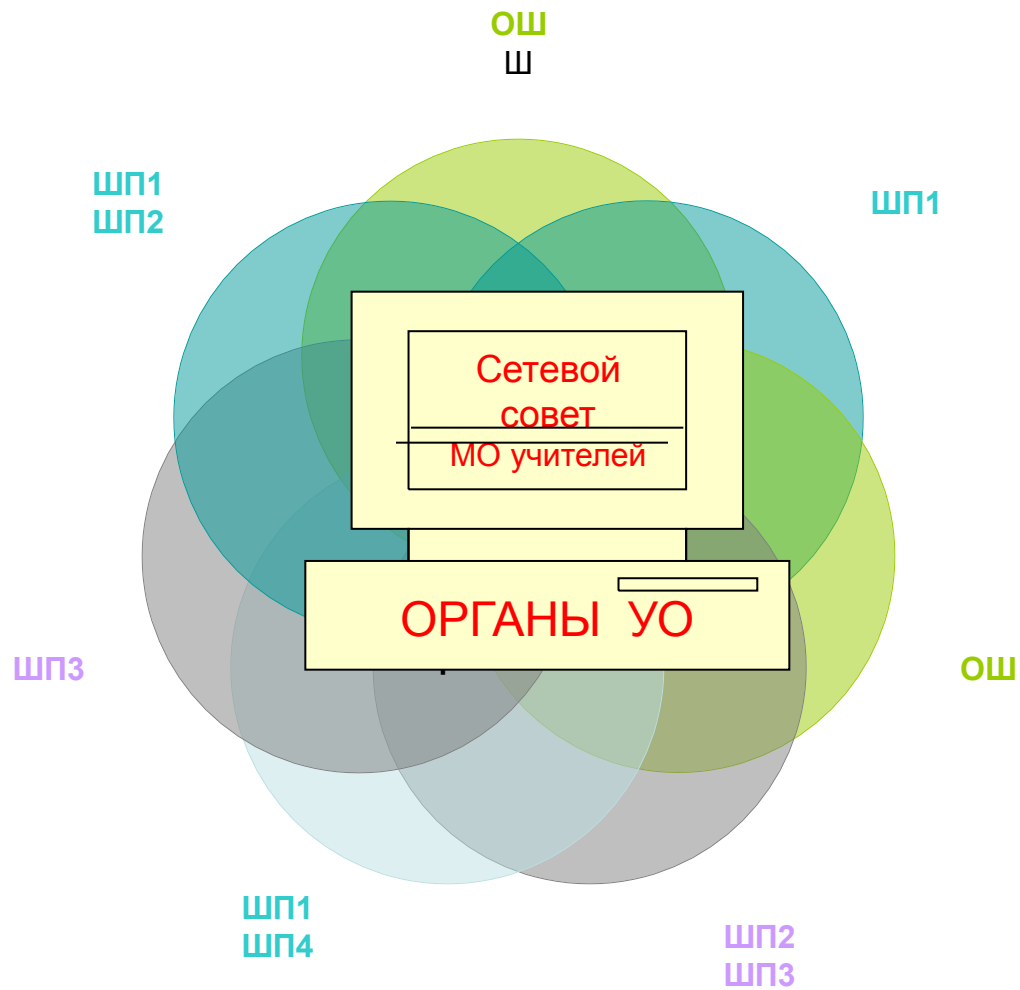 ОШ
Ш
ШП1
ШП2
ШП1
Сетевой
совет
МО учителей
ОРГАНЫ УО
ШП3
ОШ
ШП1
ШП4
ШП2
ШП3